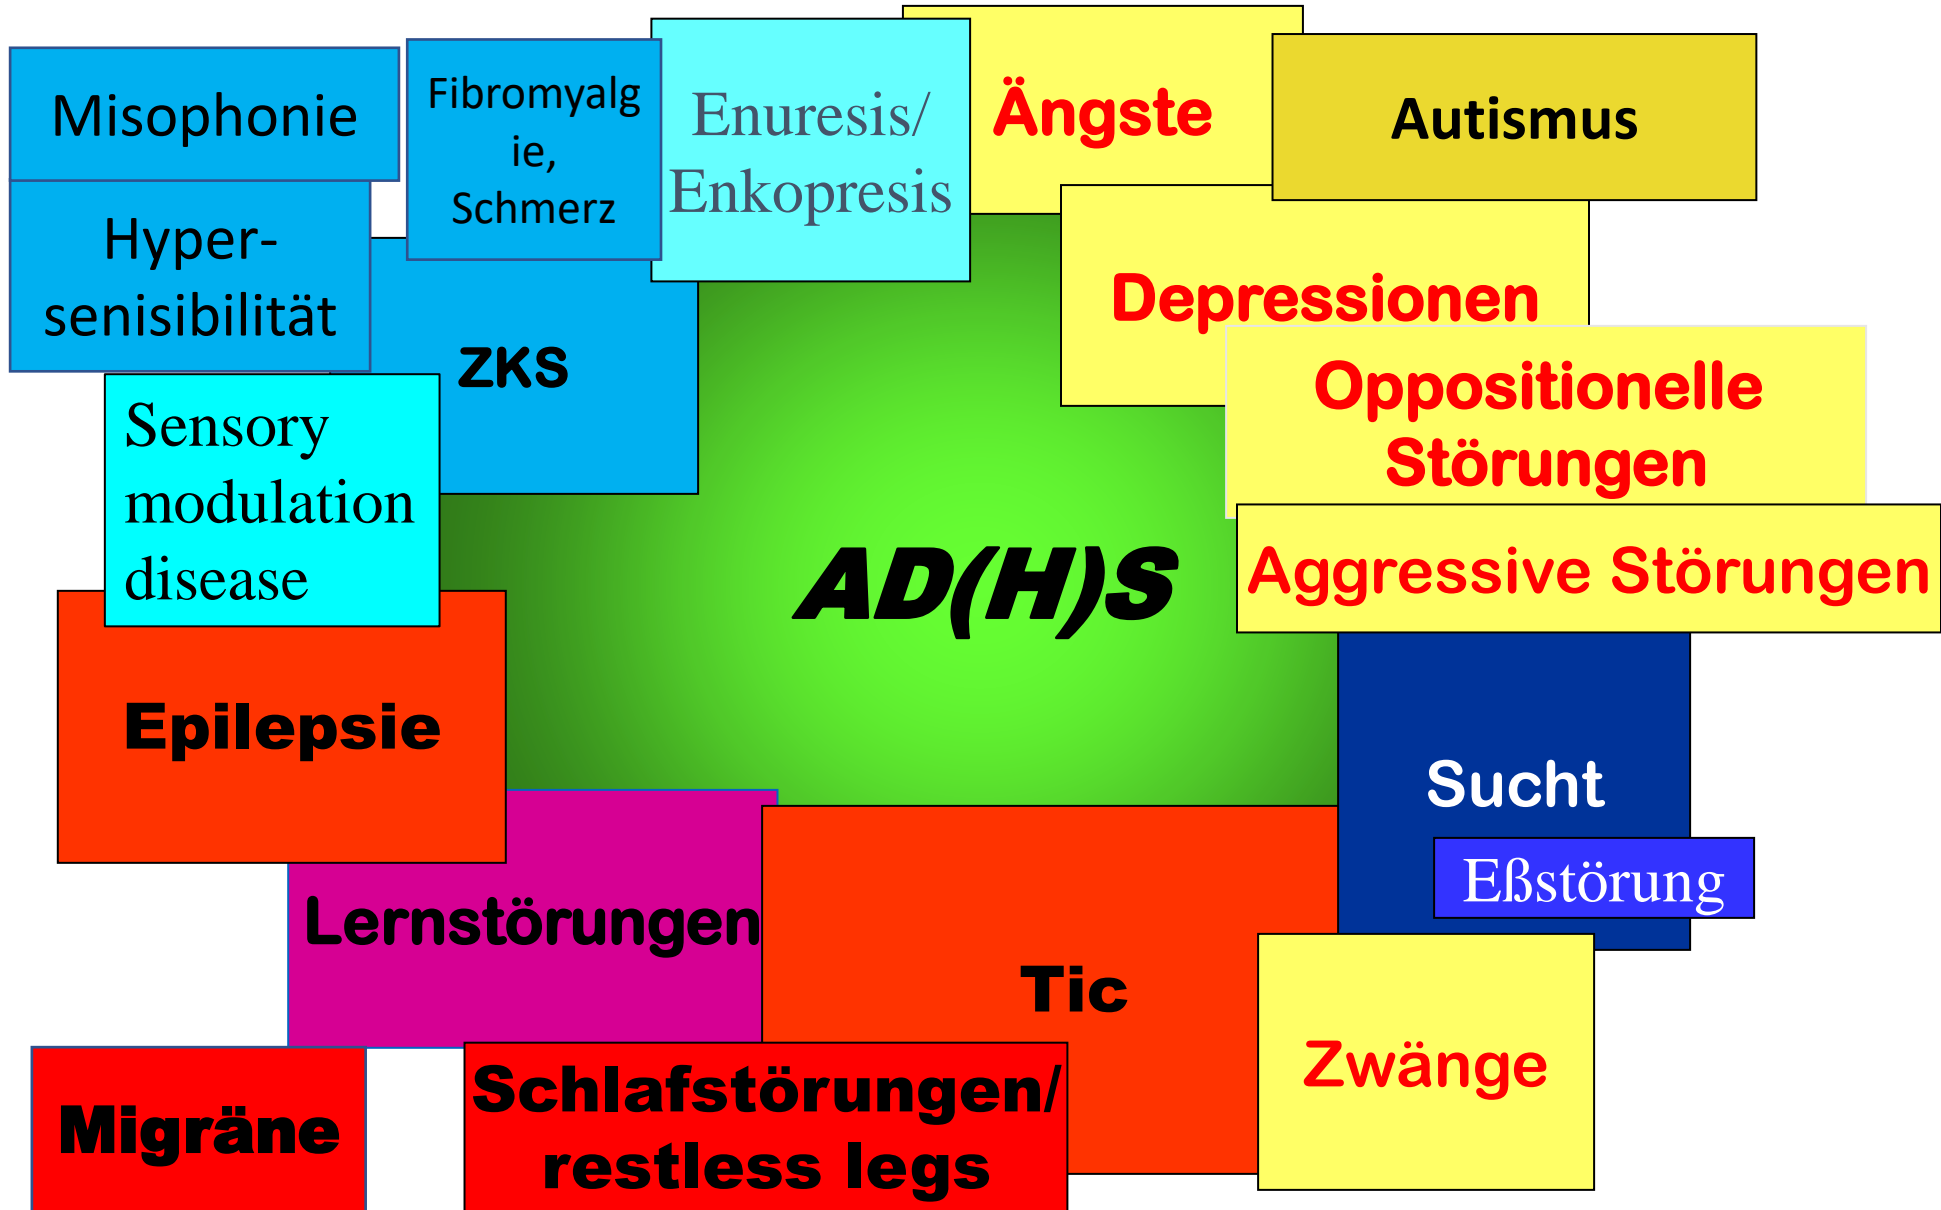 Misophonie
Fibromyalg
ie,
Schmerz
Enuresis/
Enkopresis
Ängste
Autismus
Hyper-
senisibilität
ZKS
Depressionen
Oppositionelle
Störungen
Sensory
modulation
disease
AD(H)S
Aggressive Störungen
Epilepsie
Sucht
Eßstörung
Lernstörungen
Tic
Zwänge
Migräne
Schlafstörungen/
restless legs